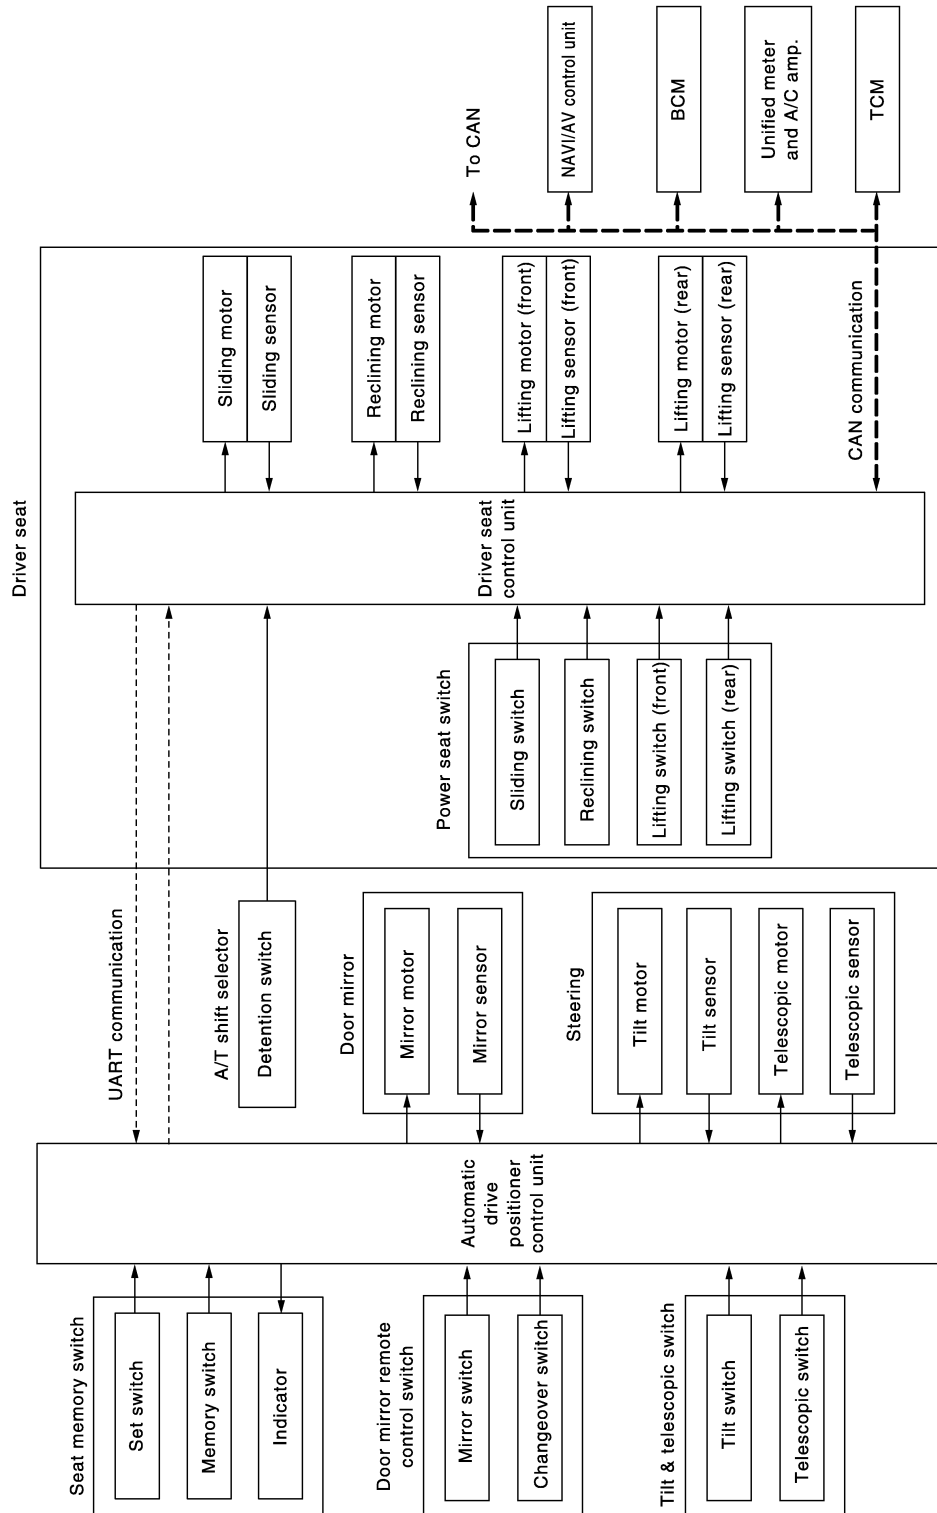 Seat memory switch
Set switch
Memory switch
Indicator
Door mirror remote
control switch
Mirror switch
Changeover switch
Tilt & telescopic switch
Tilt switch
Telescopic switch
Automatic
drive
positioner
control unit
UART communication
A/T shift selector
Detention switch
Door mirror
Mirror motor
Mirror sensor
Steering
Tilt motor
Tilt sensor
Telescopic motor
Telescopic sensor
Driver seat
Power seat switch
Sliding switch
Reclining switch
Lifting switch (front)
Lifting switch (rear)
Driver seat
control unit
Sliding motor
Sliding sensor
Reclining motor
Reclining sensor
Lifting motor (front)
Lifting sensor (front)
Lifting motor (rear)
Lifting sensor (rear)
CAN communication
To CAN
NAVI/AV control unit
BCM
Unified meter
and A/C amp.
TCM